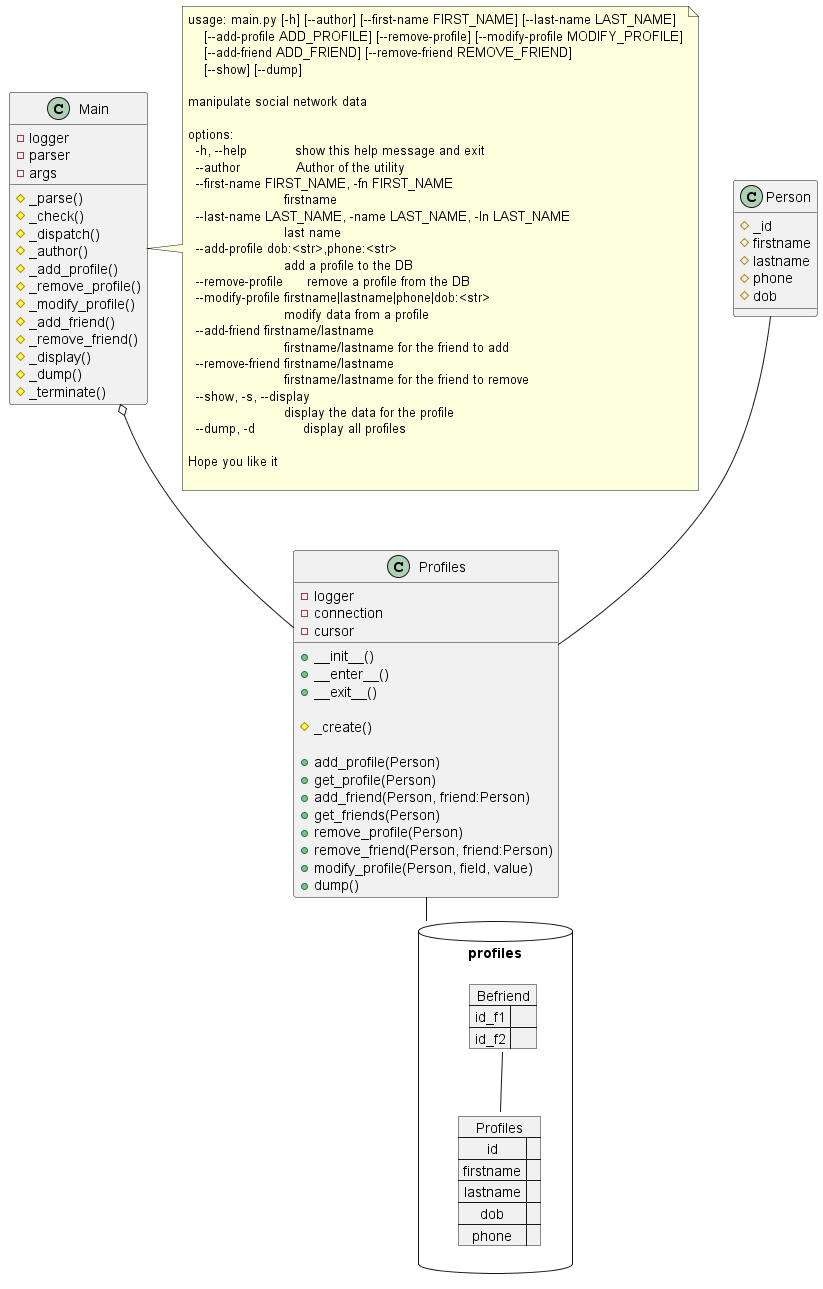 usage: main.py [-h] [--author] [--first-name FIRST_NAME] [--last-name LAST_NAME]
[--add-profile ADD_PROFILE] [--remove-profile] [--modify-profile MODIFY_PROFILE]
[--add-friend ADD_FRIEND] [--remove-friend REMOVE_FRIEND]
[--show] [--dump]
manipulate social network data
options:
-h, --help show this help message and exit
--author Author of the utility
--first-name FIRST_NAME, -fn FIRST_NAME
firstname
--last-name LAST_NAME, -name LAST_NAME, -ln LAST_NAME
last name
--add-profile dob:<str>,phone:<str>
add a profile to the DB
--remove-profile remove a profile from the DB
--modify-profile firstname|lastname|phone|dob:<str>
modify data from a profile
--add-friend firstname/lastname
firstname/lastname for the friend to add
--remove-friend firstname/lastname
firstname/lastname for the friend to remove
--show, -s, --display
display the data for the profile
--dump, -d display all profiles
Hope you like it
C Main
logger
parser
args
_parse()
_check()
_dispatch()
_author()
_add_profile()
_remove_profile()
_modify_profile()
_add_friend()
_remove_friend()
_display()
_dump()
_terminate()
C Person
_id
firstname
lastname
phone
dob
C Profiles
logger
connection
cursor
__init__()
__enter__()
__exit__()
_create()
add_profile(Person)
get_profile(Person)
add_friend(Person, friend:Person)
get_friends(Person)
remove_profile(Person)
remove_friend(Person, friend:Person)
modify_profile(Person, field, value)
dump()
profiles
Befriend
id_f1
id_f2
Profiles
id
firstname
lastname
dob
phone